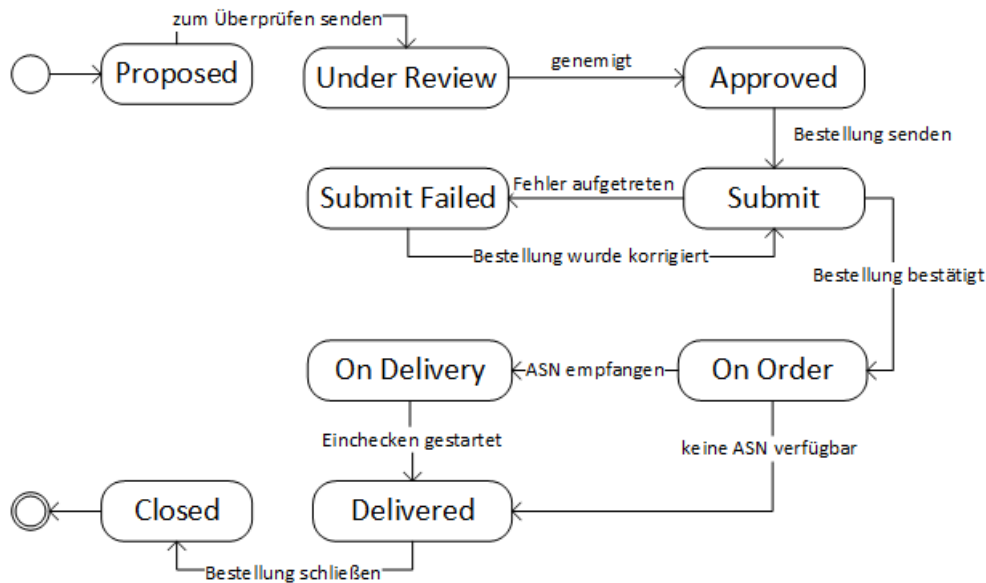 zum Überprüfen senden
Proposed
Under Review
genemigt
Approved
Bestellung senden
Submit Failed
Fehler aufgetreten
Submit
Bestellung wurde korrigiert
Bestellung bestätigt
On Delivery
ASN empfangen
On Order
Einchecken gestartet
keine ASN verfügbar
Closed
Delivered
Bestellung schließen